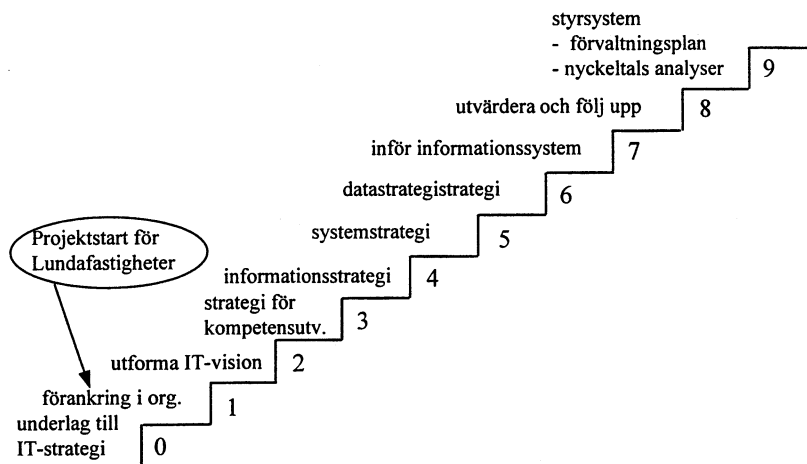 styrsystem
- förvaltningsplan
- nyckeltals analyser
9
utvärdera och följ upp
8
inför informationssystem
7
datastrategistrategi
6
systemstrategi
5
Projektstart för
Lundafastigheter
informationsstrategi
4
strategi för
kompetensutv.
3
utforma IT-vision
2
förankring i org.
1
underlag till
IT-strategi
0